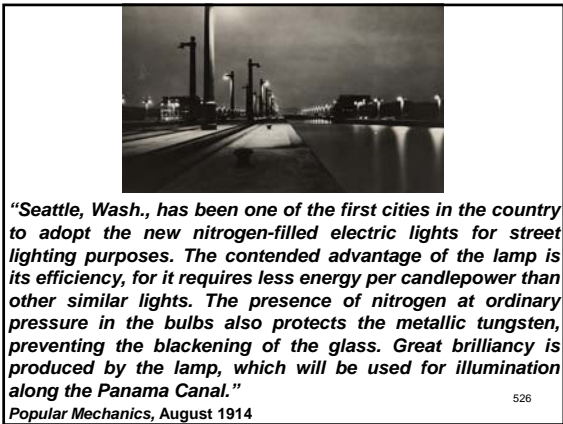 “Seattle, Wash., has been one of the first cities in the country
to adopt the new nitrogen-filled electric lights for street
lighting purposes. The contended advantage of the lamp is
its efficiency, for it requires less energy per candlepower than
other similar lights. The presence of nitrogen at ordinary
pressure in the bulbs also protects the metallic tungsten,
preventing the blackening of the glass. Great brilliancy is
produced by the lamp, which will be used for illumination
along the Panama Canal.”
Popular Mechanics, August 1914
526